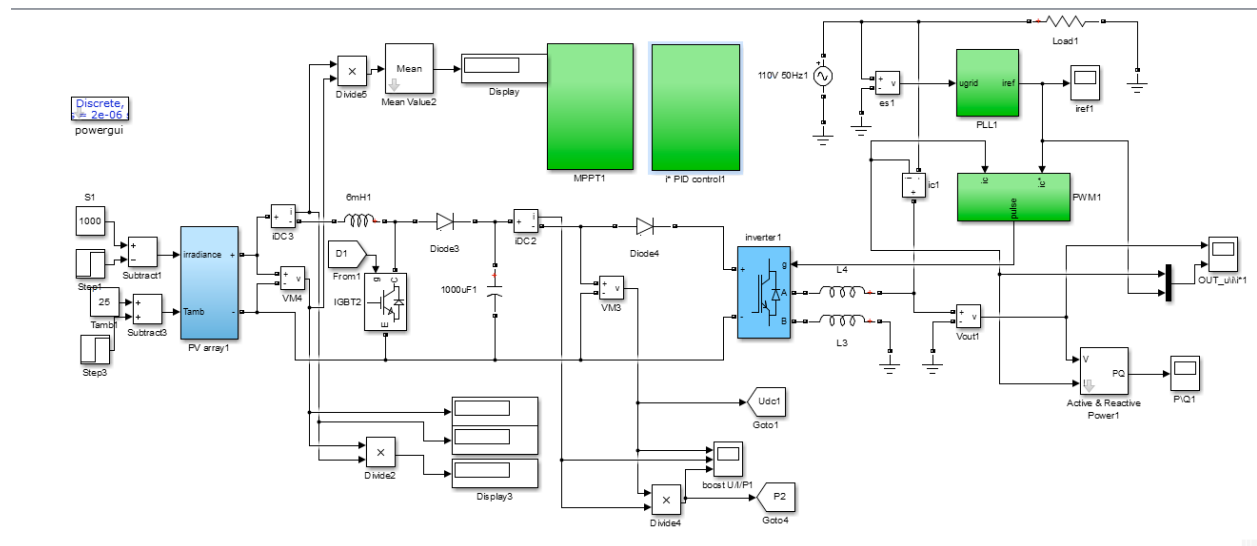 Discrete,
s = 2e-06 s
powergui
Divide5
Mean
Mean Value2
Display
MPPT1
i* PID control1
110V 50Hz1
Load1
+
-
v
es1
ugrid
iref
PLL1
iref1
ic
ic*
pulse
PWM1
ic1
S1
1000
Step1
Subtract1
25
Tamb1
Subtract3
Step3
irradiance
Tamb
PV array1
i
iDC3
v
VM4
6mH1
D1
From1
IGBT2
g
C
E
Diode3
1000uF1
i
iDC2
v
VM3
Diode4
inverter1
g
A
B
L4
L3
v
Vout1
OUT_u\i\i*1
V
I
PQ
Active & Reactive
Power1
P\Q1
Udc1
Goto1
boost U/I/P1
Divide2
Display3
Divide4
P2
Goto4